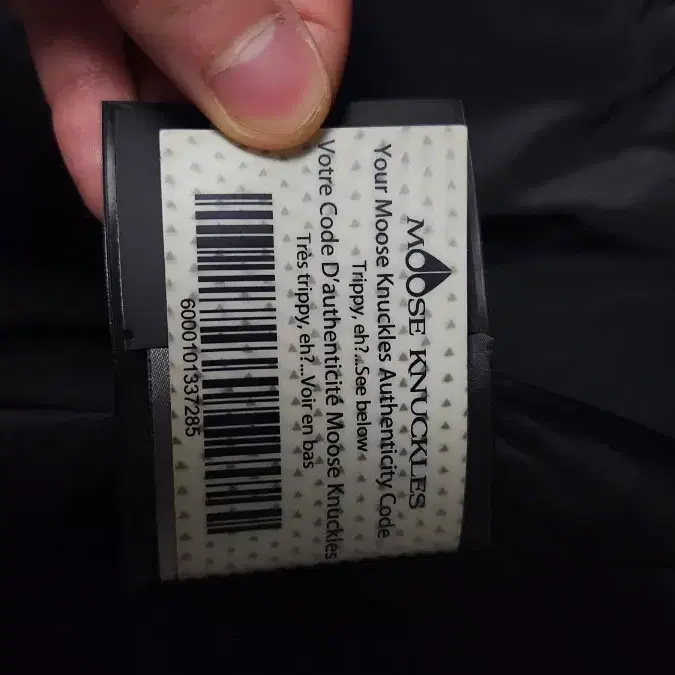 MOOSE KNUCKLES
Your Moose Knuckles Authenticity Code
Trippy, eh?...See below
Votre Code D'authenticité Moose Knuckles
Très trippy, eh?...Voir en bas
6000101337285